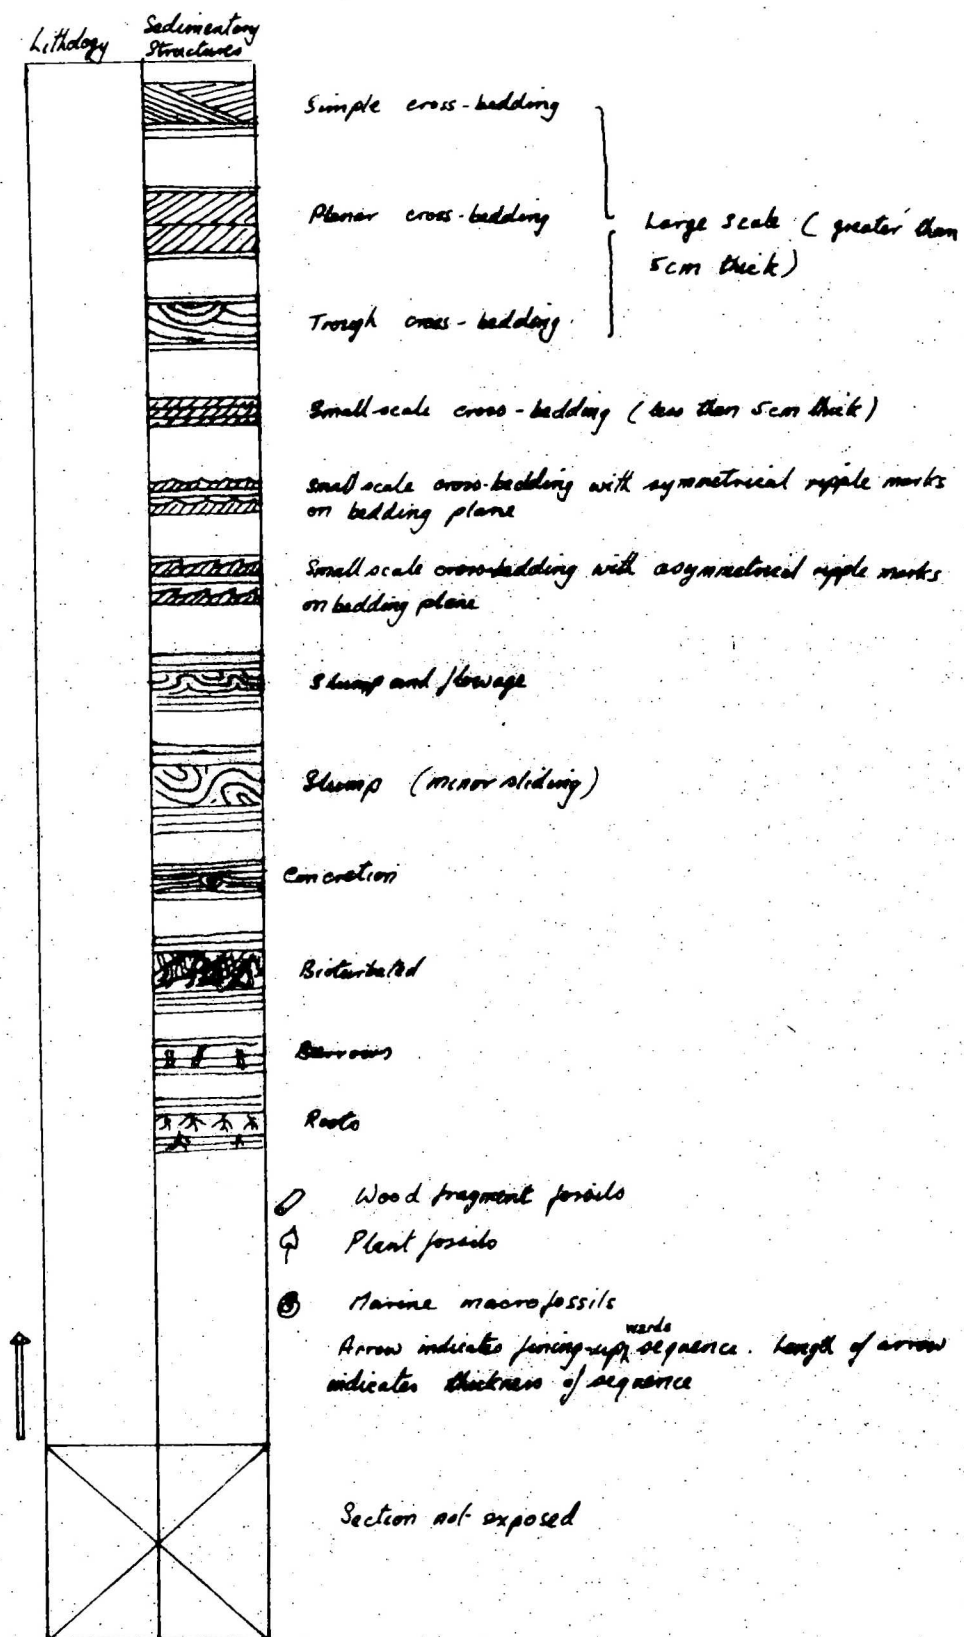 Lithology
Sedimentary
Structures
Simple cross-bedding
Planar cross-bedding
Large scale (greater than
5cm thick)
Trough cross-bedding
Small scale cross-bedding (less than 5cm thick)
Small scale cross-bedding with symmetrical ripple marks
on bedding plane
Small scale cross-bedding with asymmetrical ripple marks
on bedding plane
Slump and flowage
Slump (minor sliding)
Concretion
Bioturbated
Burrows
Roots
Wood fragment fossils
Plant fossils
Marine macrofossils
Arrow indicates fining-upwards sequence. Length of arrow
indicates thickness of sequence
Section not exposed